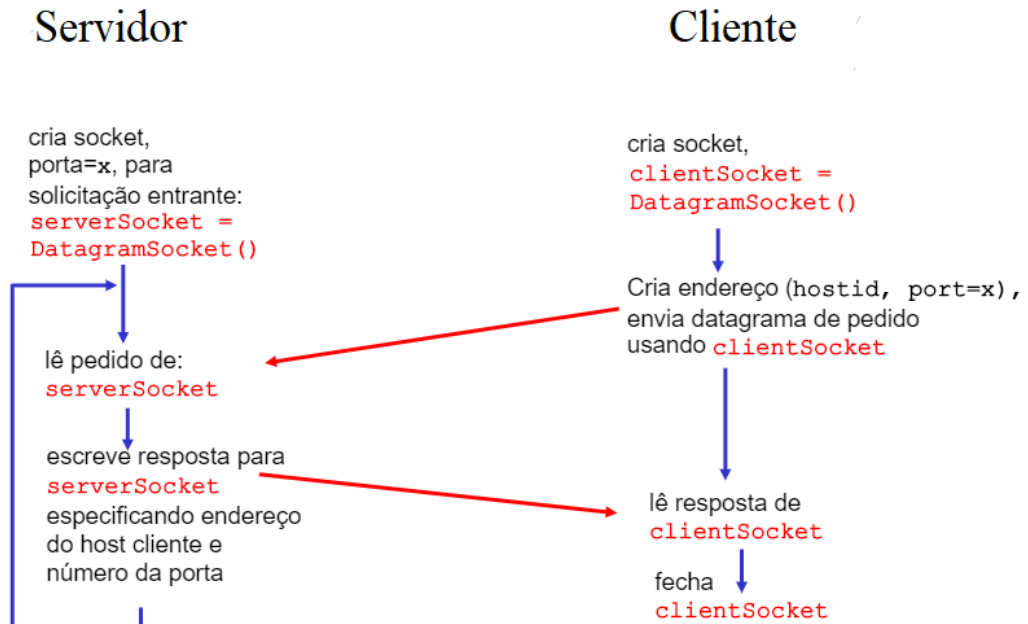 Servidor
cria socket,
porta=x, para
solicitação entrante:
serverSocket =
DatagramSocket()
lê pedido de:
serverSocket
escreve resposta para
serverSocket
especificando endereço
do host cliente e
número da porta
Cliente
cria socket,
clientSocket =
DatagramSocket()
Cria endereço (hostid, port=x),
envia datagrama de pedido
usando clientSocket
lê resposta de
clientSocket
fecha
clientSocket